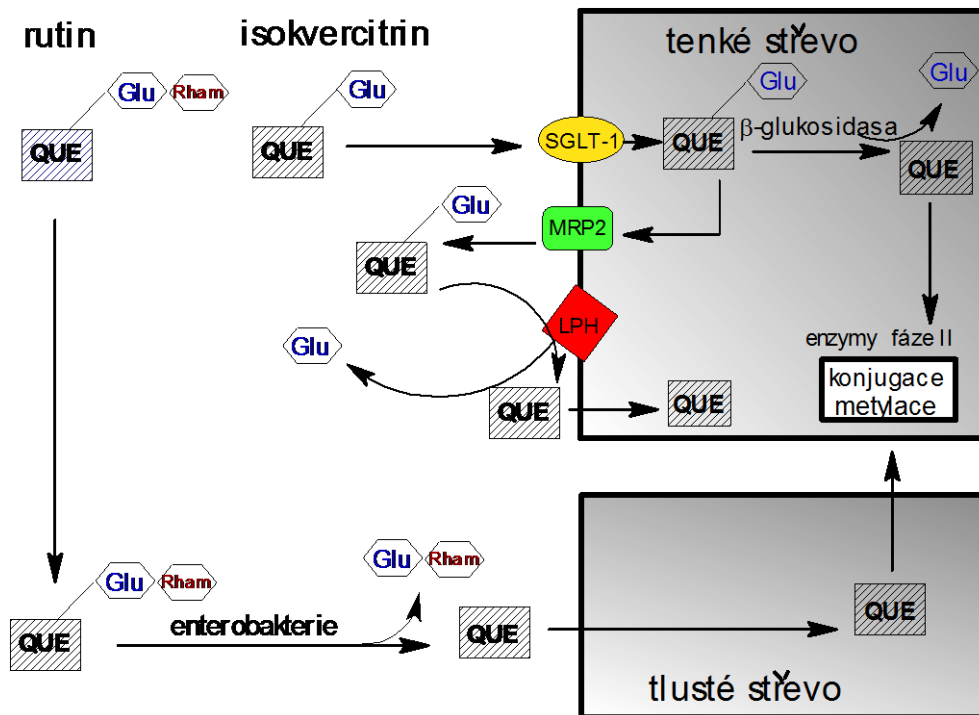 rutin
isokvercitrin
tenké střevo
Glu
Rham
QUE
Glu
QUE
SGLT-1
Glu
QUE
β-glukosidasa
Glu
QUE
Glu
QUE
MRP2
LPH
Glu
QUE
QUE
enzymy fáze II
konjugace
metylace
Glu
Rham
QUE
enterobakterie
Glu
Rham
QUE
QUE
tlusté střevo